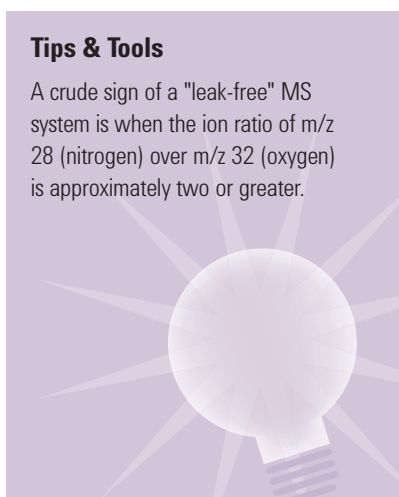 Tips & Tools
A crude sign of a "leak-free" MS
system is when the ion ratio of m/z
28 (nitrogen) over m/z 32 (oxygen)
is approximately two or greater.